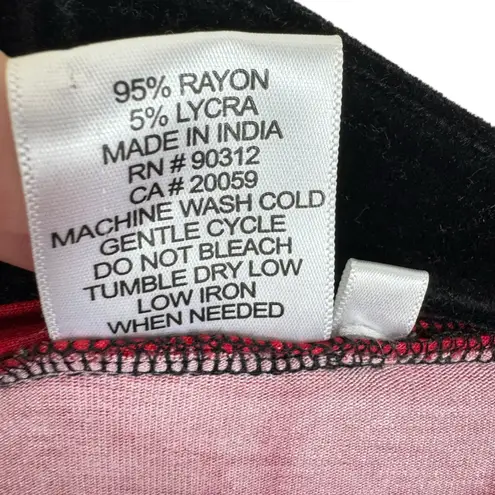 95% RAYON
5% LYCRA
MADE IN INDIA
RN # 90312
CA # 20059
MACHINE WASH COLD
GENTLE CYCLE
DO NOT BLEACH
TUMBLE DRY LOW
LOW IRON
WHEN NEEDED